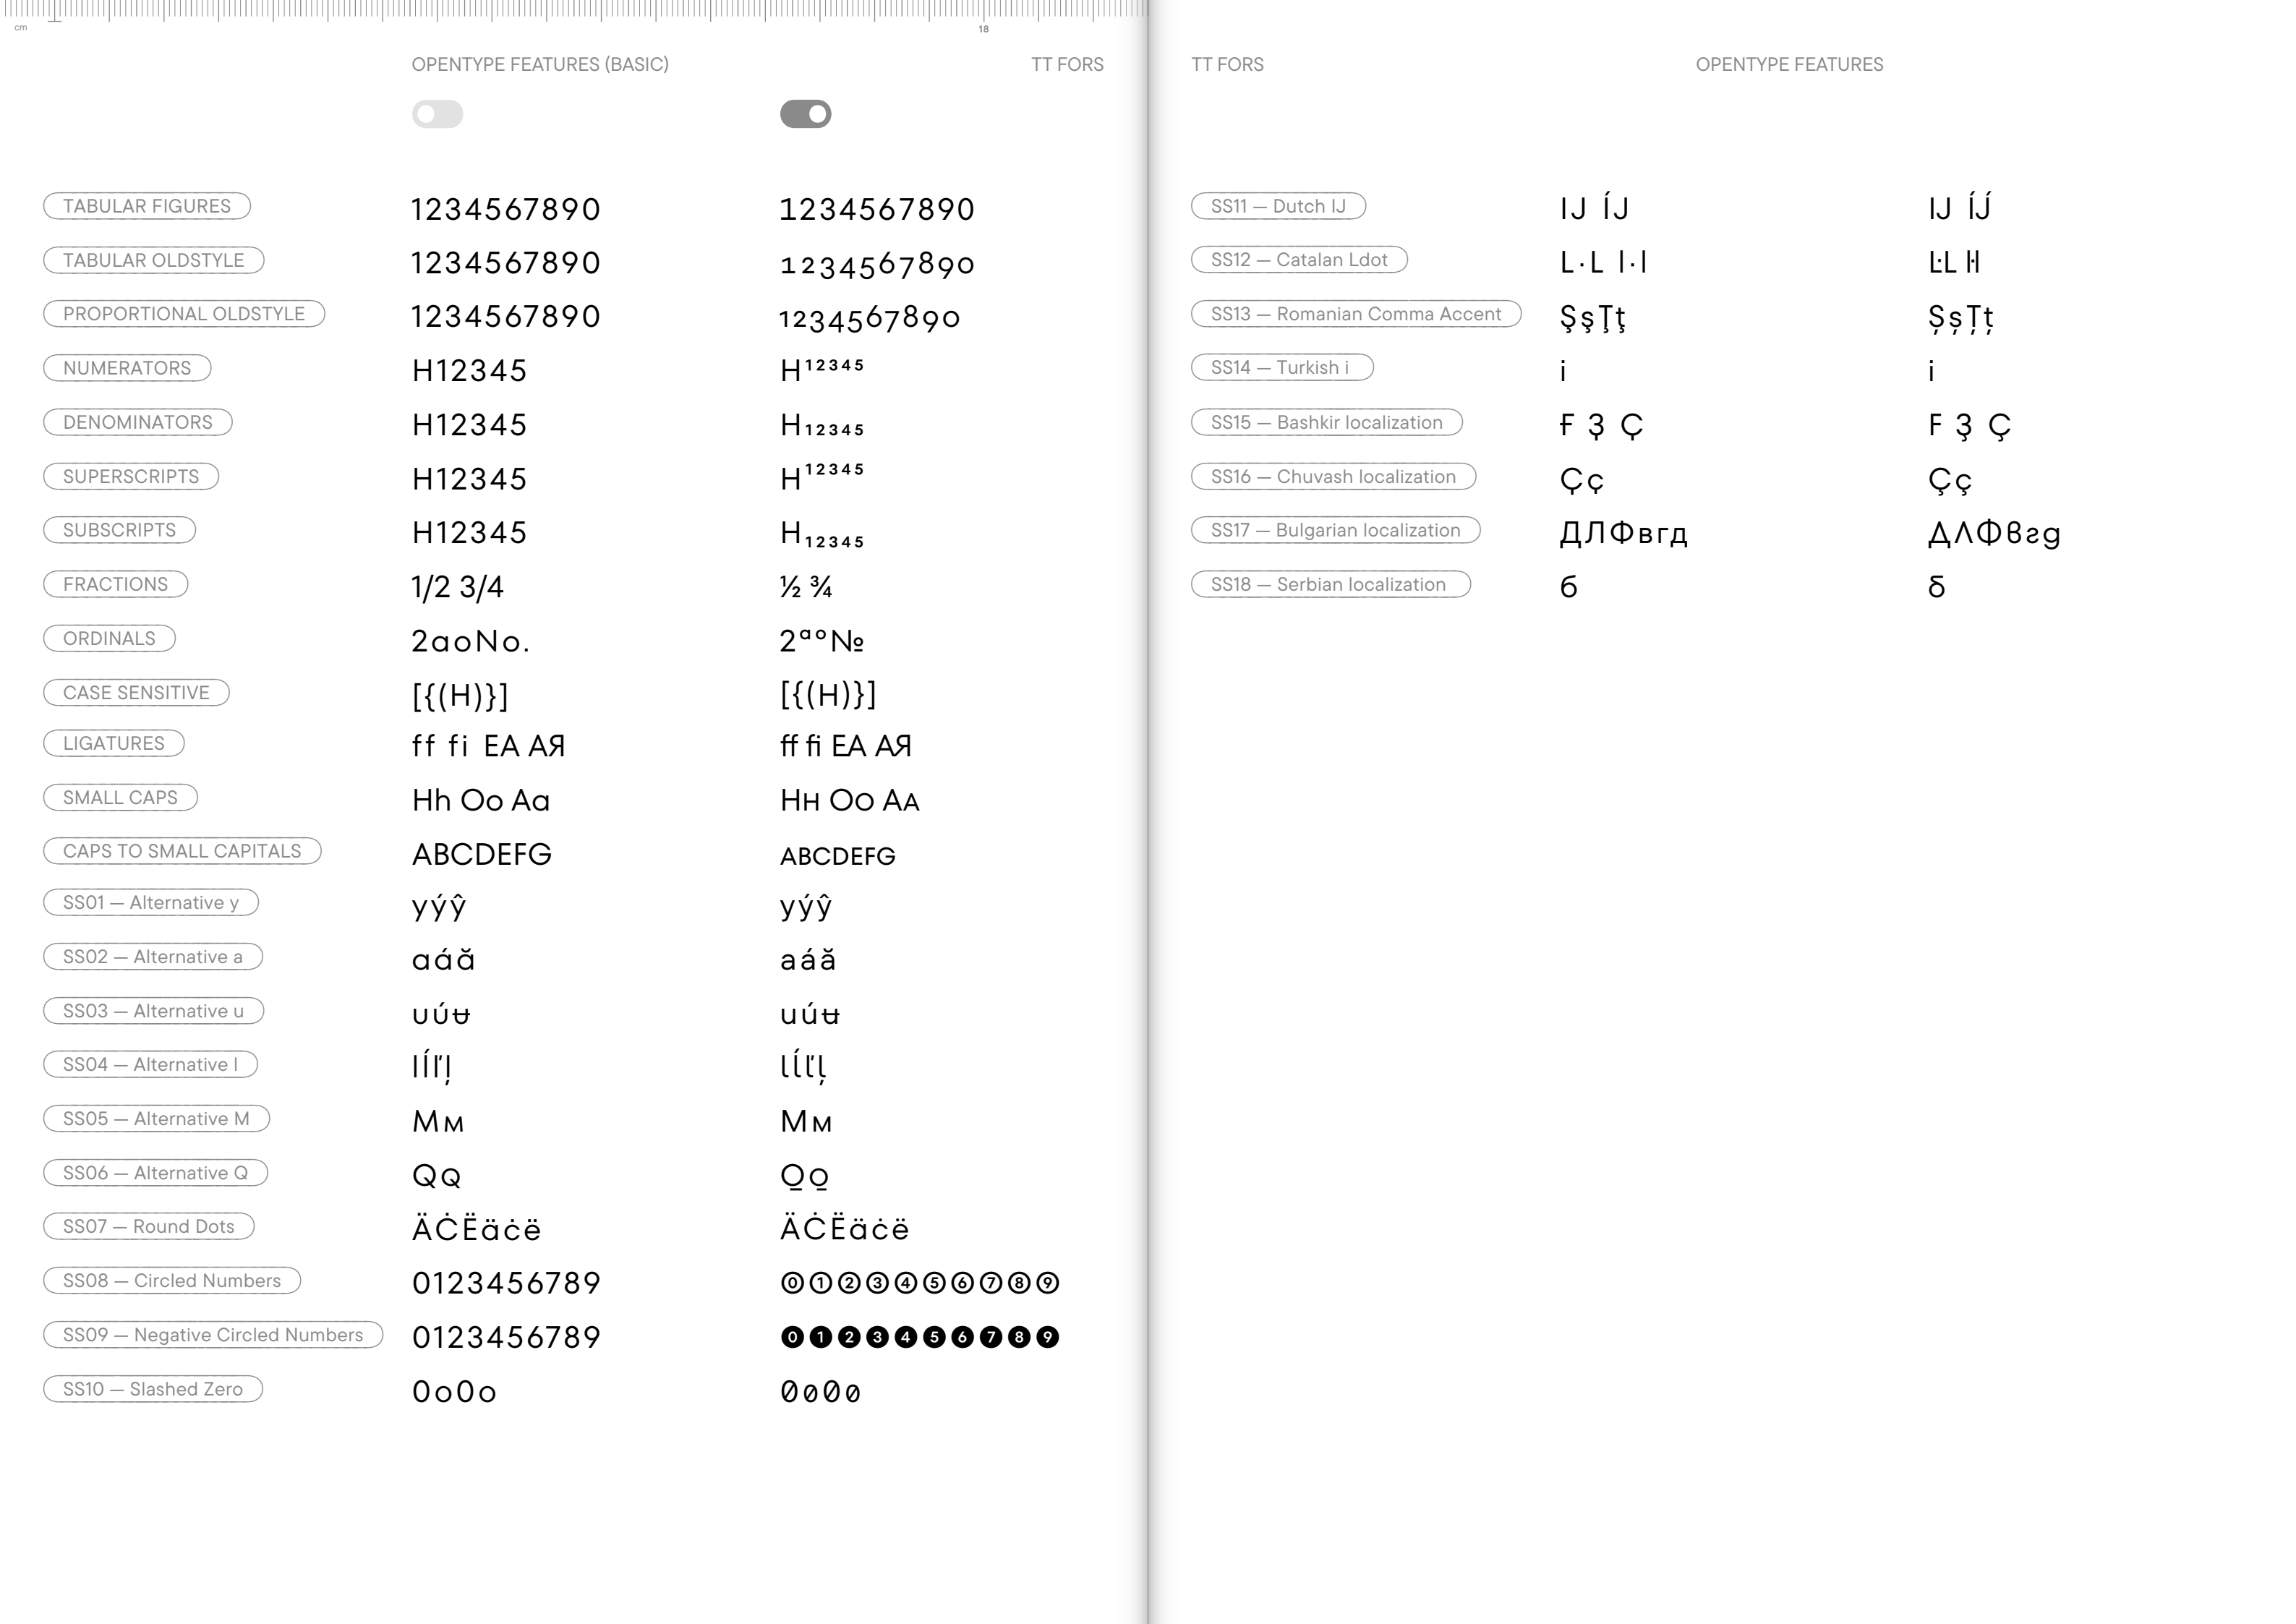 cm
18
OPENTYPE FEATURES (BASIC) TT FORS
TABULAR FIGURES 1234567890 1234567890
TABULAR OLDSTYLE 1234567890 1234567890
PROPORTIONAL OLDSTYLE 1234567890 1234567890
NUMERATORS H12345 H¹²³⁴⁵
DENOMINATORS H12345 H₁₂₃₄₅
SUPERSCRIPTS H12345 H¹²³⁴⁵
SUBSCRIPTS H12345 H₁₂₃₄₅
FRACTIONS 1/2 3/4 ½ ¾
ORDINALS 2aoNo. 2ªº№
CASE SENSITIVE [{(H)}] [{(H)}]
LIGATURES ff fi EA АЯ ff fi EA АЯ
SMALL CAPS Hh Oo Aa Hʜ Oᴏ Aᴀ
CAPS TO SMALL CAPITALS ABCDEFG ᴀʙᴄᴅᴇꜰɢ
SS01 — Alternative y yýŷ yýŷ
SS02 — Alternative a aáă aáă
SS03 — Alternative u uúʉ uúʉ
SS04 — Alternative l lĺľļ lĺľļ
SS05 — Alternative M Mᴍ Mᴍ
SS06 — Alternative Q QQ QQ
SS07 — Round Dots ÄĊËäċë ÄĊËäċë
SS08 — Circled Numbers 0123456789 ⓪①②③④⑤⑥⑦⑧⑨
SS09 — Negative Circled Numbers 0123456789 ⓿❶❷❸❹❺❻❼❽❾
SS10 — Slashed Zero 0o0o 0o0o
TT FORS OPENTYPE FEATURES
SS11 — Dutch IJ IJ ÍJ IJ ÍJ́
SS12 — Catalan Ldot L·L l·l ĿL ŀl
SS13 — Romanian Comma Accent ŞşŢţ ȘșȚț
SS14 — Turkish i i i
SS15 — Bashkir localization Ғ Ҙ Ҫ Ғ Ҙ Ҫ
SS16 — Chuvash localization Ҫҫ Ҫҫ
SS17 — Bulgarian localization ДЛФвгд ДЛФвгд
SS18 — Serbian localization б б